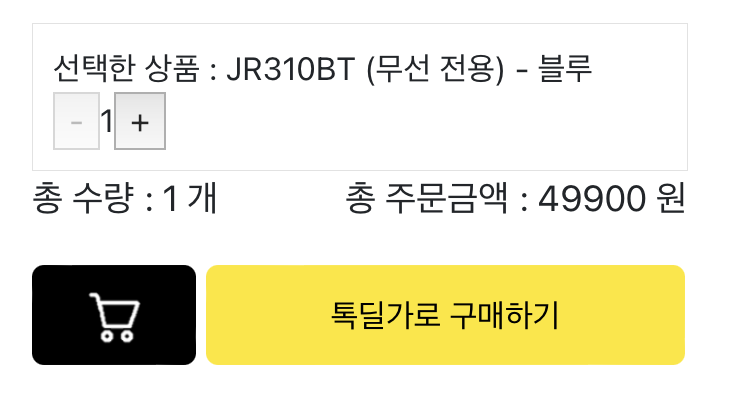 선택한 상품 : JR310BT (무선 전용) - 블루
- 1 +
총 수량 : 1 개 총 주문금액 : 49900 원
톡딜가로 구매하기